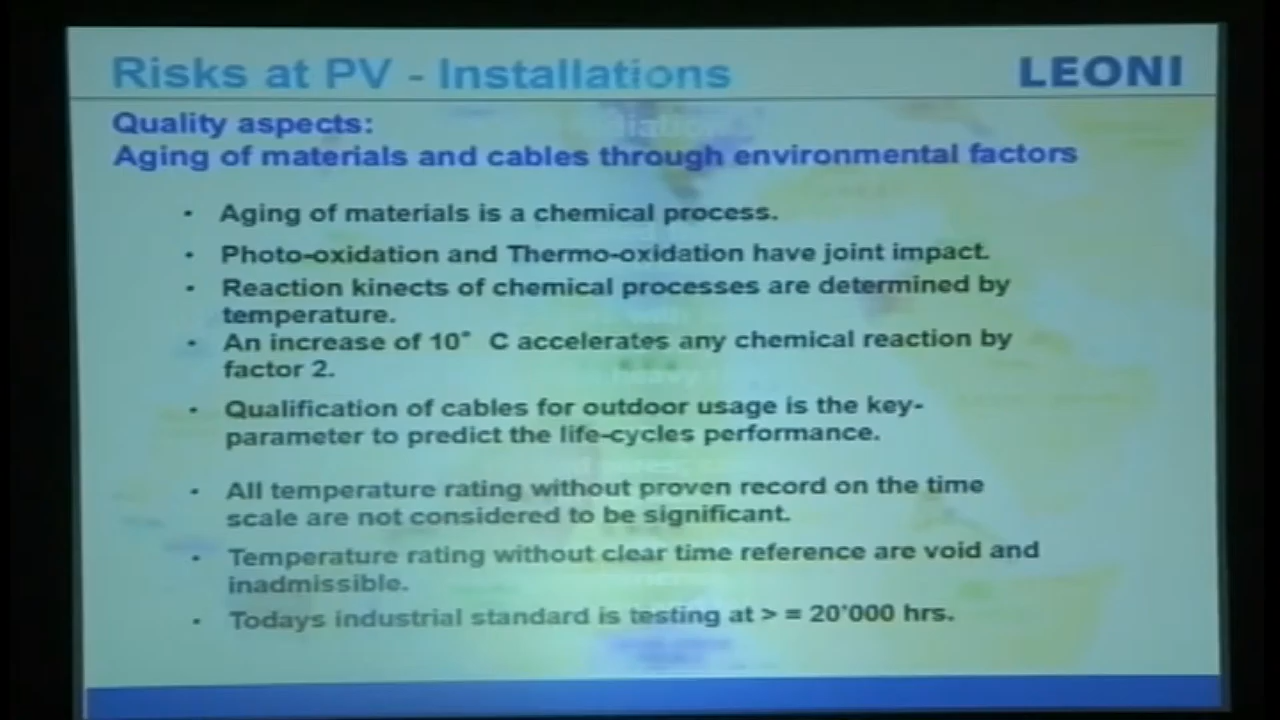 Risks at PV - Installations
LEONI
Quality aspects:
Aging of materials and cables through environmental factors
• Aging of materials is a chemical process.
• Photo-oxidation and Thermo-oxidation have joint impact.
• Reaction kinects of chemical processes are determined by
temperature.
• An increase of 10° C accelerates any chemical reaction by
factor 2.
• Qualification of cables for outdoor usage is the key-
parameter to predict the life-cycles performance.
• All temperature rating without proven record on the time
scale are not considered to be significant.
• Temperature rating without clear time reference are void and
inadmissible.
• Todays industrial standard is testing at > = 20'000 hrs.